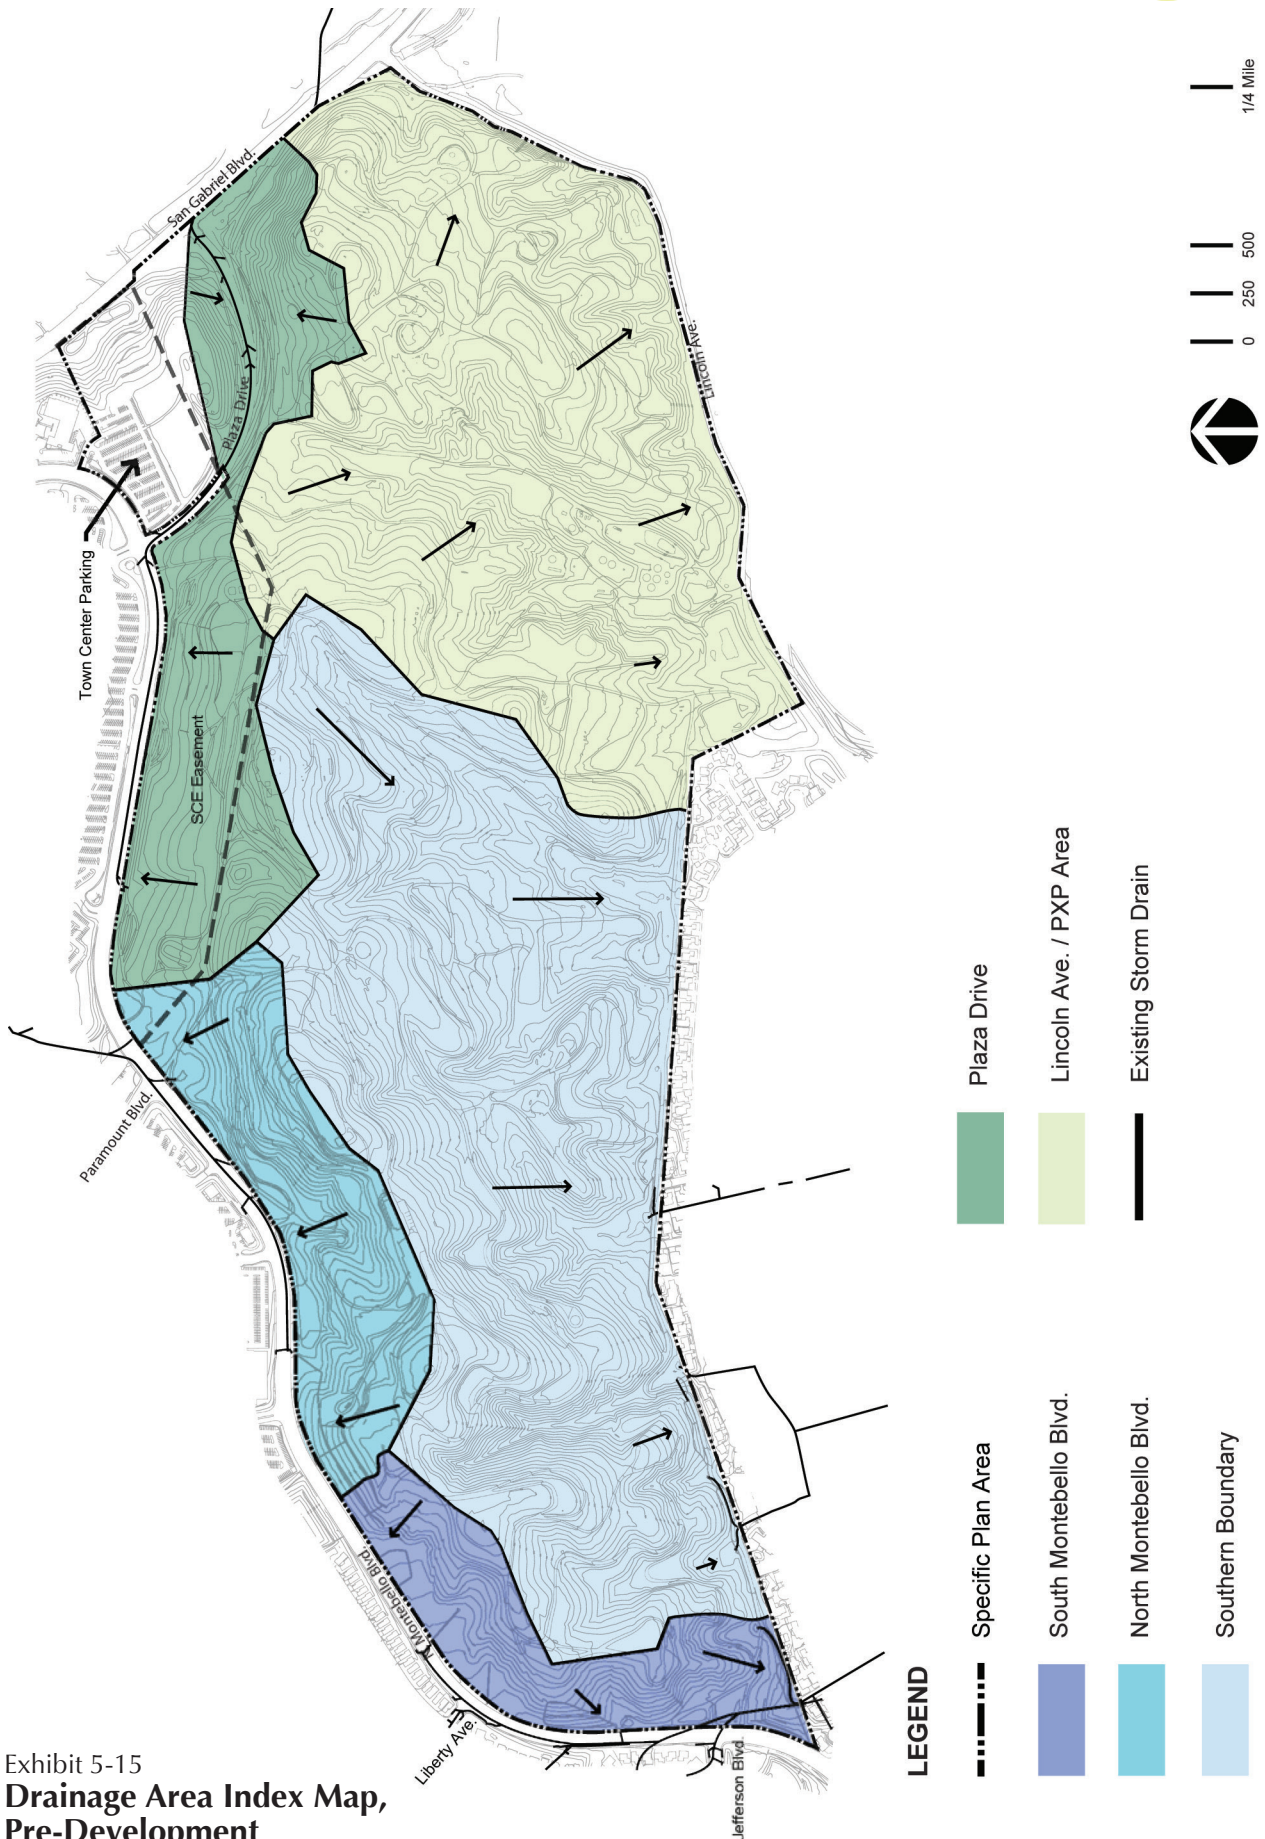 Exhibit 5-15
Drainage Area Index Map,
Pre-Development
San Gabriel Blvd.
Plaza Drive
Town Center Parking
SCE Easement
Lincoln Ave.
Paramount Blvd.
N Montebello Blvd.
Liberty Ave.
Jefferson Blvd.
LEGEND
Specific Plan Area
South Montebello Blvd.
North Montebello Blvd.
Southern Boundary
Plaza Drive
Lincoln Ave. / PXP Area
Existing Storm Drain
0 250 500 1/4 Mile